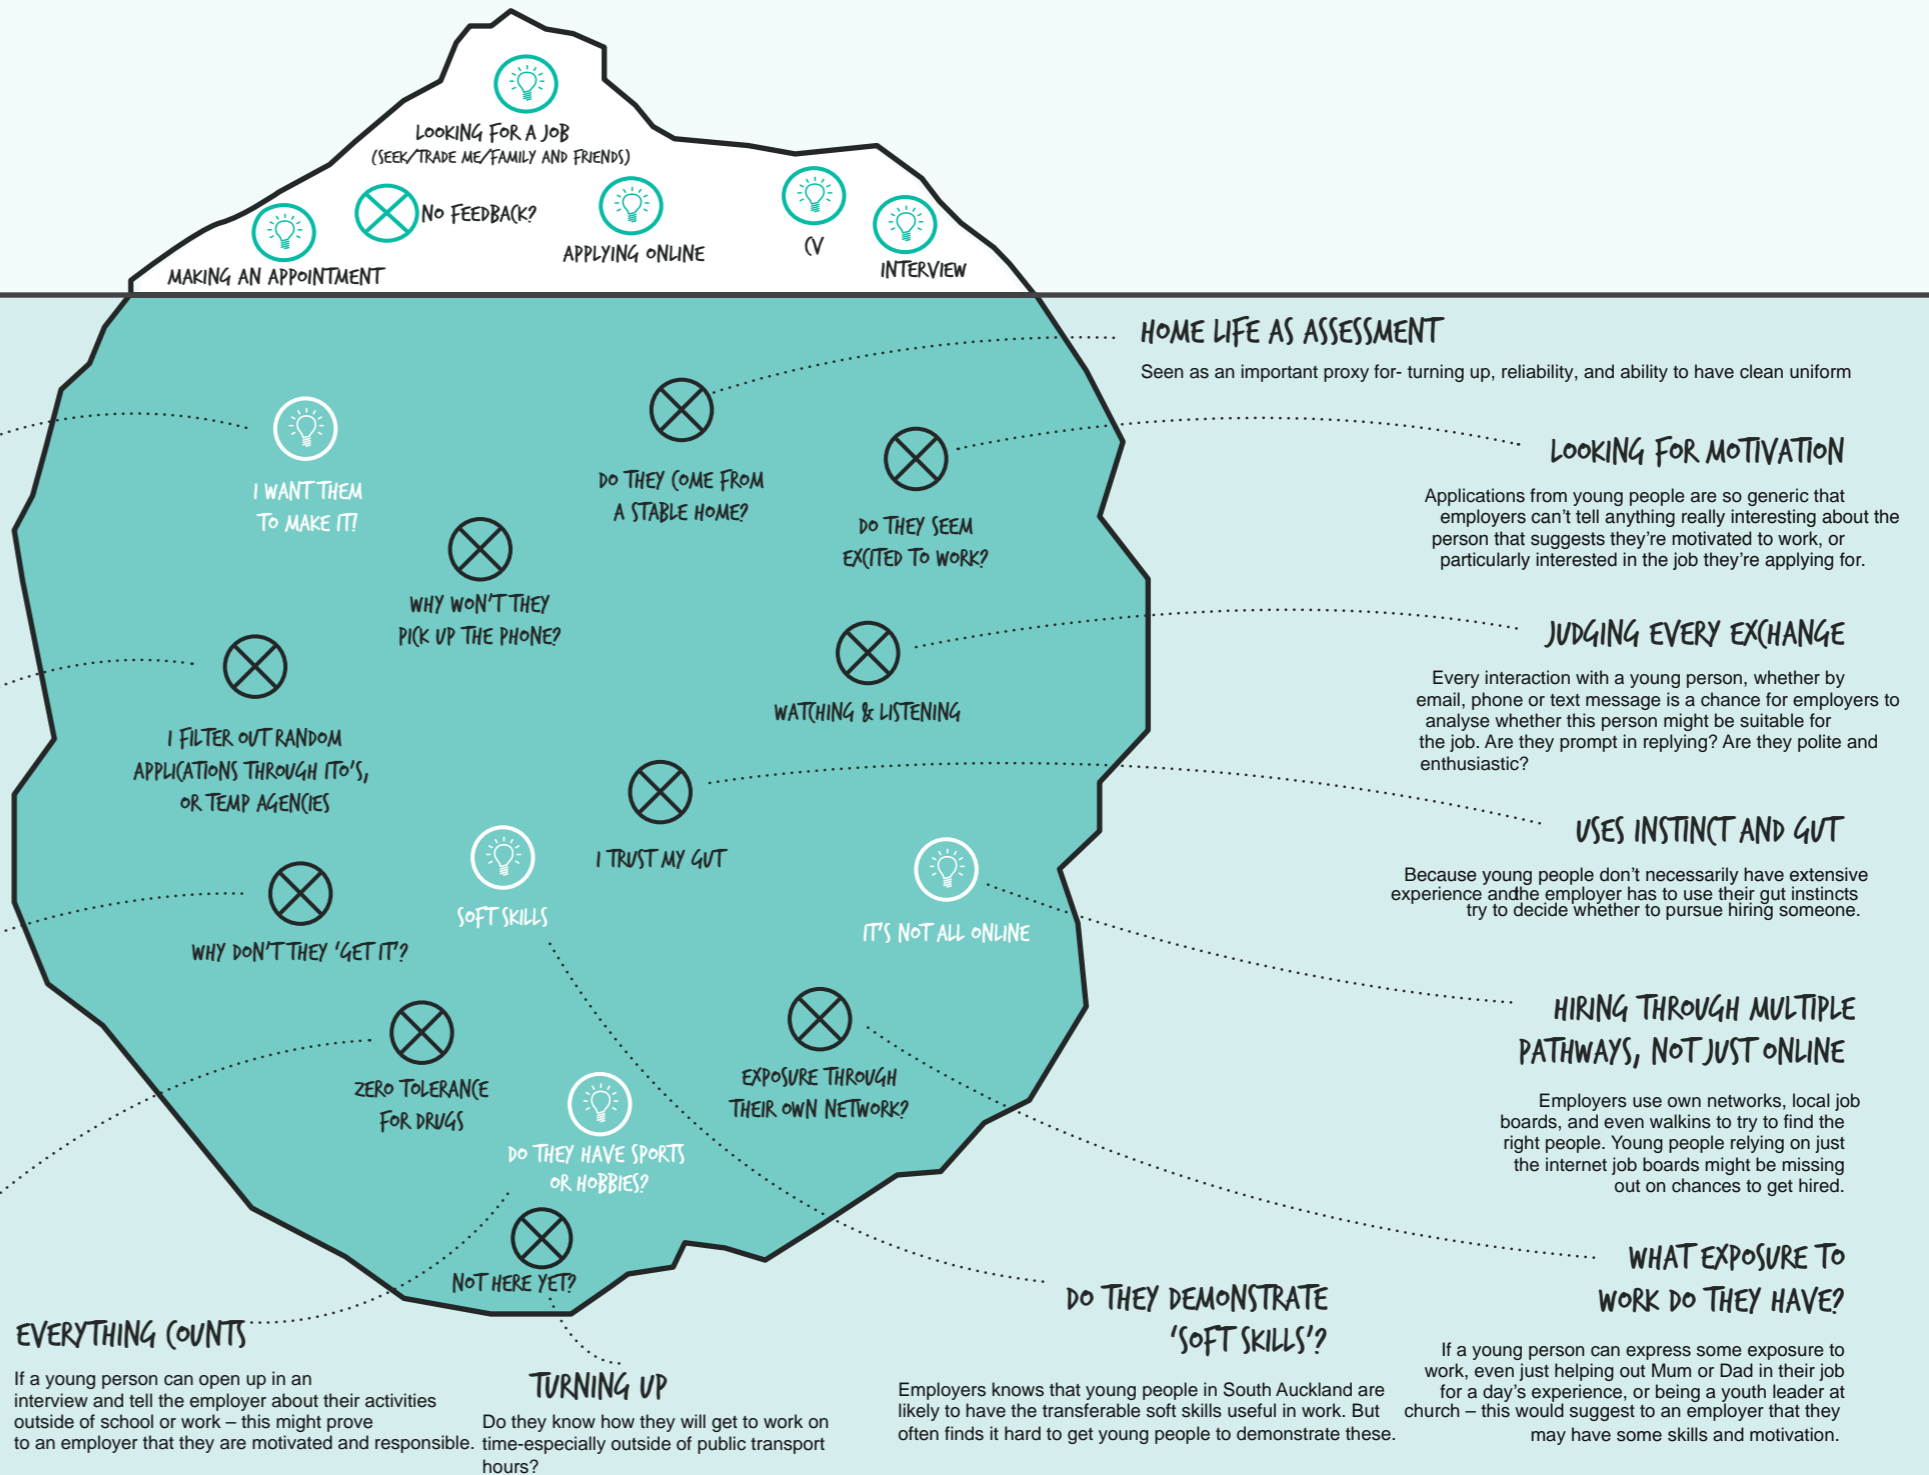 LOOKING FOR A JOB
(SEEK/TRADE ME/FAMILY AND FRIENDS)
NO FEEDBACK?
MAKING AN APPOINTMENT
APPLYING ONLINE
CV
INTERVIEW
I WANT THEM
TO MAKE IT!
DO THEY COME FROM
A STABLE HOME?
DO THEY SEEM
EXCITED TO WORK?
WHY WON'T THEY
PICK UP THE PHONE?
WATCHING & LISTENING
I FILTER OUT RANDOM
APPLICATIONS THROUGH ITO'S,
OR TEMP AGENCIES
I TRUST MY GUT
SOFT SKILLS
IT'S NOT ALL ONLINE
WHY DON'T THEY 'GET IT'?
ZERO TOLERANCE
FOR DRUGS
EXPOSURE THROUGH
THEIR OWN NETWORK?
DO THEY HAVE SPORTS
OR HOBBIES?
NOT HERE YET?
HOME LIFE AS ASSESSMENT
Seen as an important proxy for- turning up, reliability, and ability to have clean uniform
LOOKING FOR MOTIVATION
Applications from young people are so generic that
employers can't tell anything really interesting about the
person that suggests they're motivated to work, or
particularly interested in the job they're applying for.
JUDGING EVERY EXCHANGE
Every interaction with a young person, whether by
email, phone or text message is a chance for employers to
analyse whether this person might be suitable for
the job. Are they prompt in replying? Are they polite and
enthusiastic?
USES INSTINCT AND GUT
Because young people don't necessarily have extensive
experience andthe employer has to use their gut instincts
try to decide whether to pursue hiring someone.
HIRING THROUGH MULTIPLE
PATHWAYS, NOT JUST ONLINE
Employers use own networks, local job
boards, and even walkins to try to find the
right people. Young people relying on just
the internet job boards might be missing
out on chances to get hired.
WHAT EXPOSURE TO
WORK DO THEY HAVE?
If a young person can express some exposure to
work, even just helping out Mum or Dad in their job
for a day's experience, or being a youth leader at
church – this would suggest to an employer that they
may have some skills and motivation.
DO THEY DEMONSTRATE
'SOFT SKILLS'?
Employers knows that young people in South Auckland are
likely to have the transferable soft skills useful in work. But
often finds it hard to get young people to demonstrate these.
TURNING UP
Do they know how they will get to work on
time-especially outside of public transport
hours?
EVERYTHING COUNTS
If a young person can open up in an
interview and tell the employer about their activities
outside of school or work – this might prove
to an employer that they are motivated and responsible.